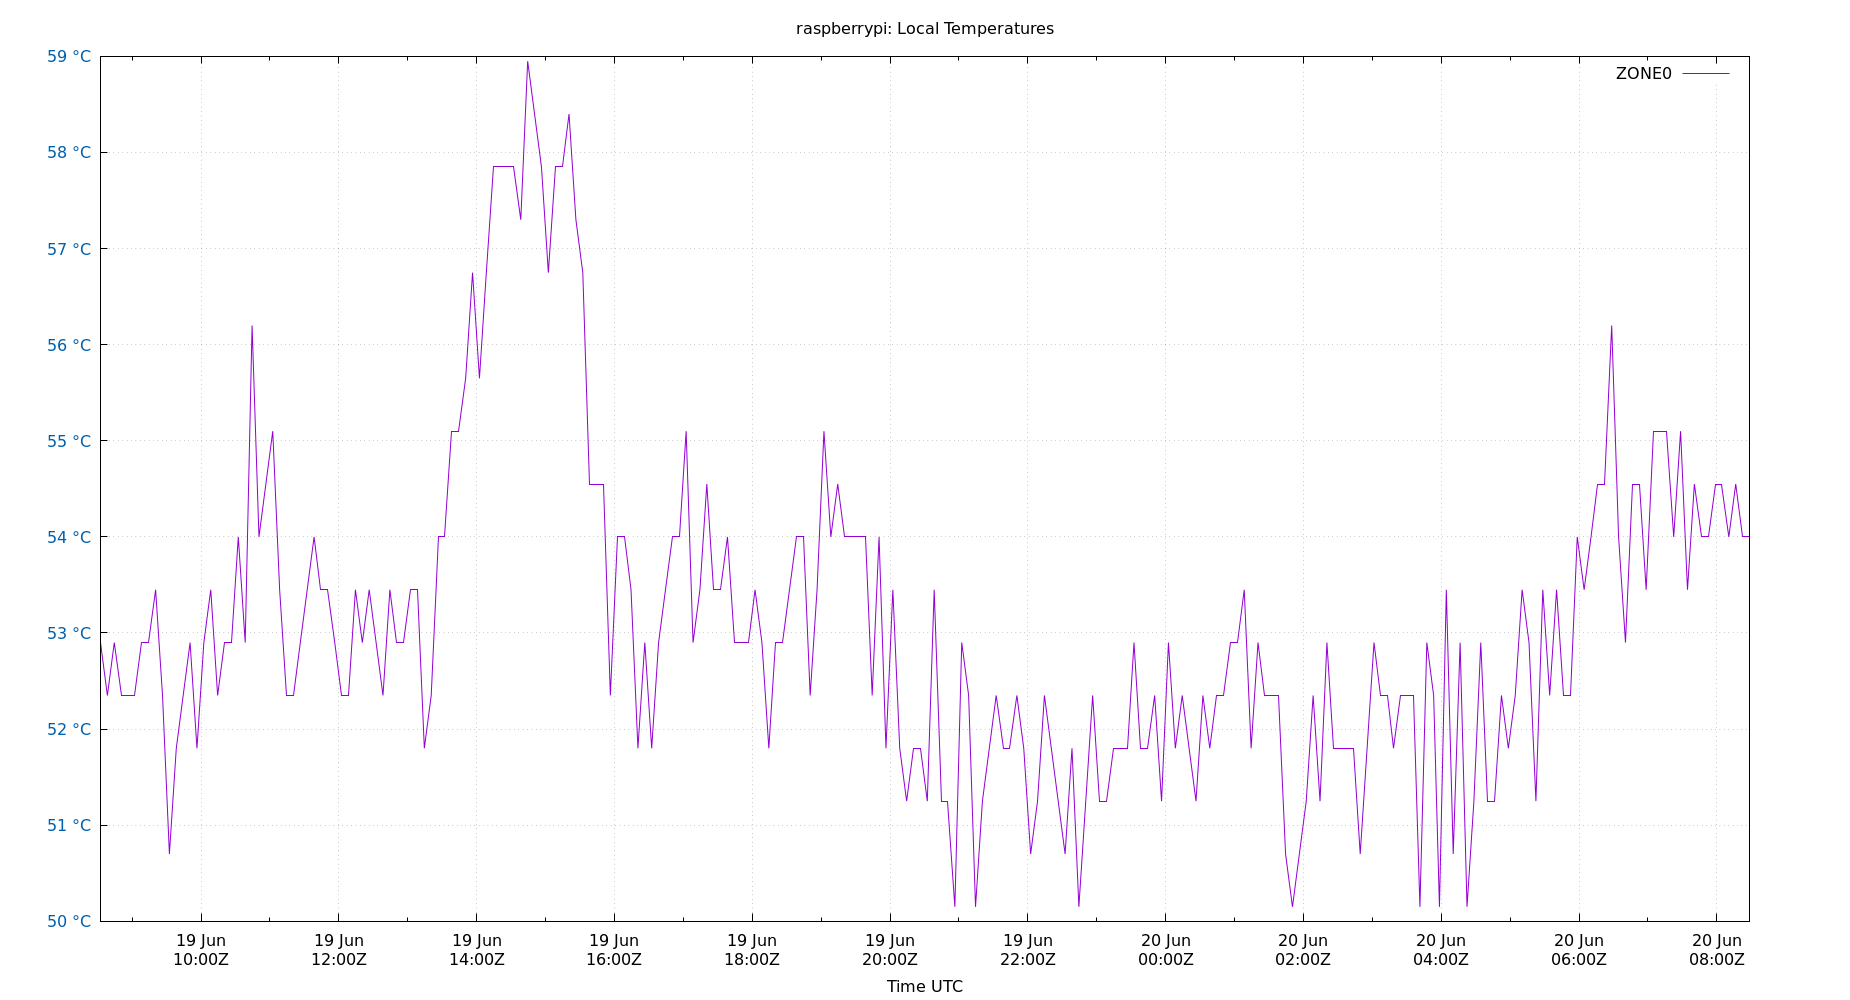 raspberrypi: Local Temperatures
ZONE0
59 °C
58 °C
57 °C
56 °C
55 °C
54 °C
53 °C
52 °C
51 °C
50 °C
19 Jun 19 Jun 19 Jun 19 Jun 19 Jun 19 Jun 19 Jun 20 Jun 20 Jun 20 Jun 20 Jun 20 Jun
10:00Z 12:00Z 14:00Z 16:00Z 18:00Z 20:00Z 22:00Z 00:00Z 02:00Z 04:00Z 06:00Z 08:00Z
Time UTC